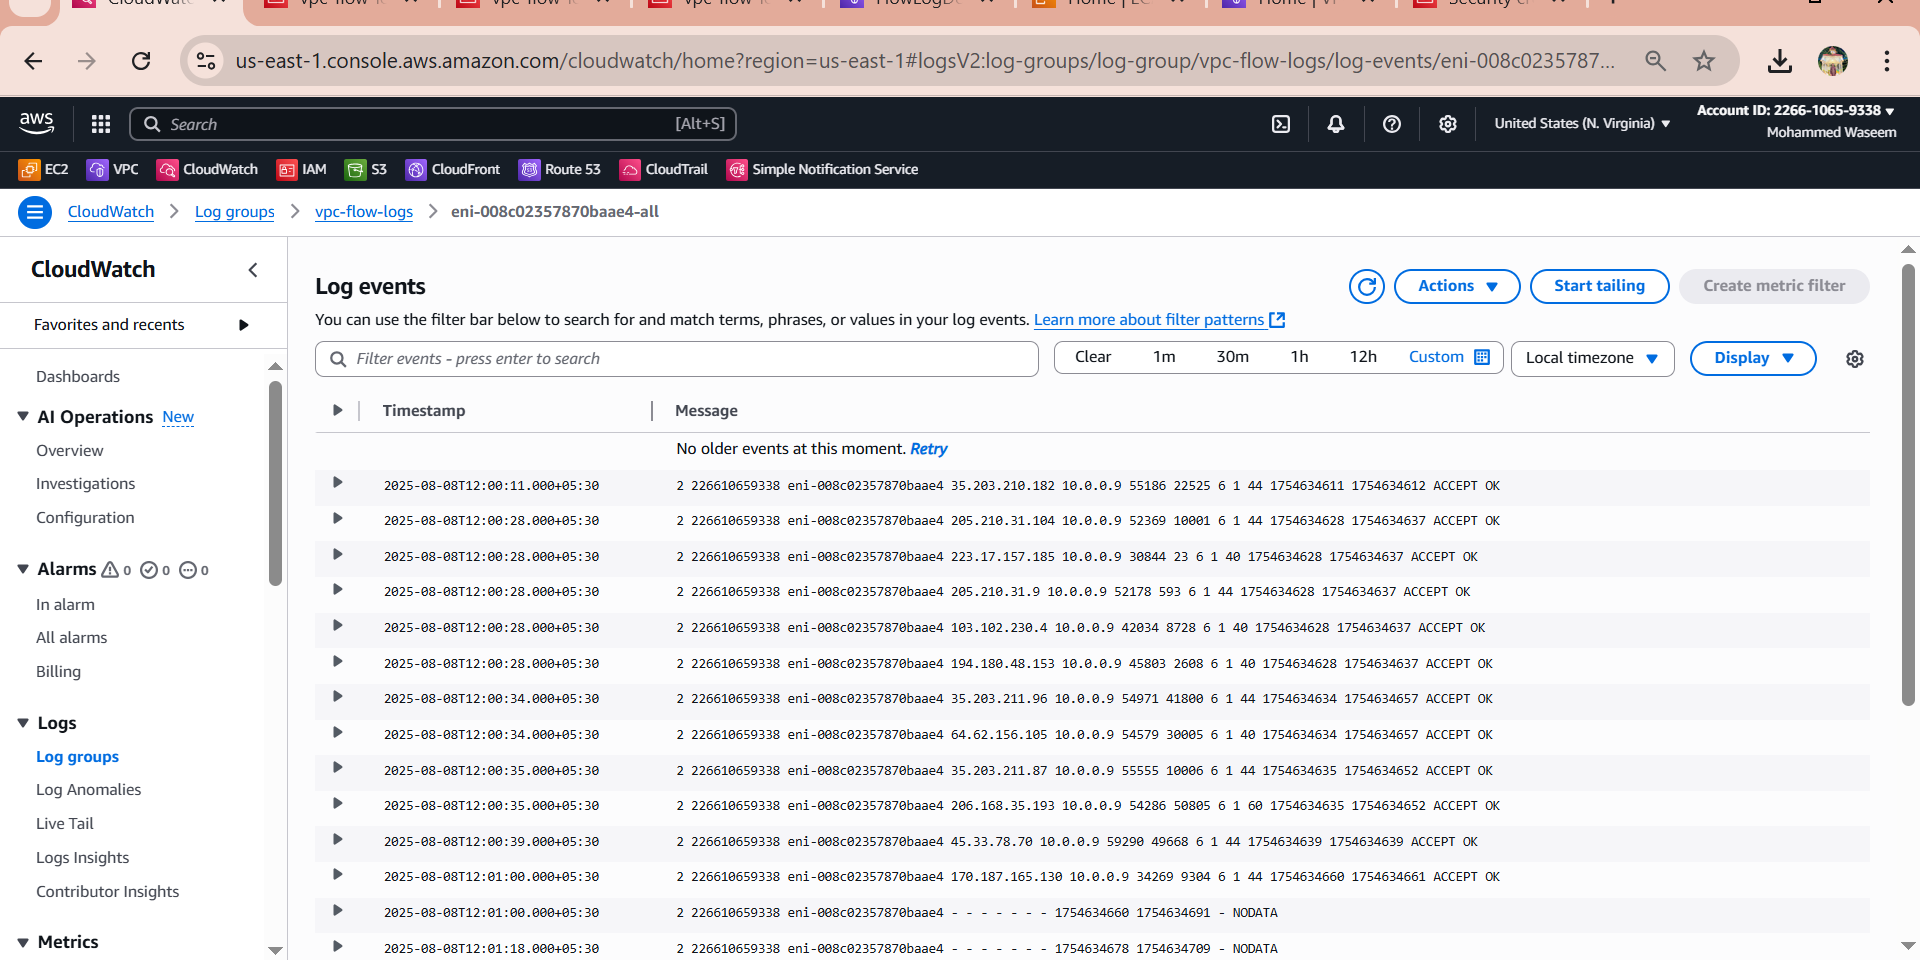 us-east-1.console.aws.amazon.com/cloudwatch/home?region=us-east-1#logsV2:log-groups/log-group/vpc-flow-logs/log-events/eni-008c0235787...
aws
Search [Alt+S]
United States (N. Virginia)
Account ID: 2266-1065-9338
Mohammed Waseem
EC2 VPC CloudWatch IAM S3 CloudFront Route 53 CloudTrail Simple Notification Service
CloudWatch > Log groups > vpc-flow-logs > eni-008c02357870baae4-all
CloudWatch
Favorites and recents
Dashboards
AI Operations New
Overview
Investigations
Configuration
Alarms 0 0 0
In alarm
All alarms
Billing
Logs
Log groups
Log Anomalies
Live Tail
Logs Insights
Contributor Insights
Metrics
Log events
Actions Start tailing Create metric filter
You can use the filter bar below to search for and match terms, phrases, or values in your log events. Learn more about filter patterns
Filter events - press enter to search
Clear 1m 30m 1h 12h Custom Local timezone Display
Timestamp Message
No older events at this moment. Retry
2025-08-08T12:00:11.000+05:30 2 226610659338 eni-008c02357870baae4 35.203.210.182 10.0.0.9 55186 22525 6 1 44 1754634611 1754634612 ACCEPT OK
2025-08-08T12:00:28.000+05:30 2 226610659338 eni-008c02357870baae4 205.210.31.104 10.0.0.9 52369 10001 6 1 44 1754634628 1754634637 ACCEPT OK
2025-08-08T12:00:28.000+05:30 2 226610659338 eni-008c02357870baae4 223.17.157.185 10.0.0.9 30844 23 6 1 40 1754634628 1754634637 ACCEPT OK
2025-08-08T12:00:28.000+05:30 2 226610659338 eni-008c02357870baae4 205.210.31.9 10.0.0.9 52178 593 6 1 44 1754634628 1754634637 ACCEPT OK
2025-08-08T12:00:28.000+05:30 2 226610659338 eni-008c02357870baae4 103.102.230.4 10.0.0.9 42034 8728 6 1 40 1754634628 1754634637 ACCEPT OK
2025-08-08T12:00:28.000+05:30 2 226610659338 eni-008c02357870baae4 194.180.48.153 10.0.0.9 45803 2608 6 1 40 1754634628 1754634637 ACCEPT OK
2025-08-08T12:00:34.000+05:30 2 226610659338 eni-008c02357870baae4 35.203.211.96 10.0.0.9 54971 41800 6 1 44 1754634634 1754634657 ACCEPT OK
2025-08-08T12:00:34.000+05:30 2 226610659338 eni-008c02357870baae4 64.62.156.105 10.0.0.9 54579 30005 6 1 40 1754634634 1754634657 ACCEPT OK
2025-08-08T12:00:35.000+05:30 2 226610659338 eni-008c02357870baae4 35.203.211.87 10.0.0.9 55555 10006 6 1 44 1754634635 1754634652 ACCEPT OK
2025-08-08T12:00:35.000+05:30 2 226610659338 eni-008c02357870baae4 206.168.35.193 10.0.0.9 54286 50805 6 1 60 1754634635 1754634652 ACCEPT OK
2025-08-08T12:00:39.000+05:30 2 226610659338 eni-008c02357870baae4 45.33.78.70 10.0.0.9 59290 49668 6 1 44 1754634639 1754634639 ACCEPT OK
2025-08-08T12:01:00.000+05:30 2 226610659338 eni-008c02357870baae4 170.187.165.130 10.0.0.9 34269 9304 6 1 44 1754634660 1754634661 ACCEPT OK
2025-08-08T12:01:00.000+05:30 2 226610659338 eni-008c02357870baae4 - - - - - - - 1754634660 1754634691 - NODATA
2025-08-08T12:01:18.000+05:30 2 226610659338 eni-008c02357870baae4 - - - - - - - 1754634678 1754634709 - NODATA